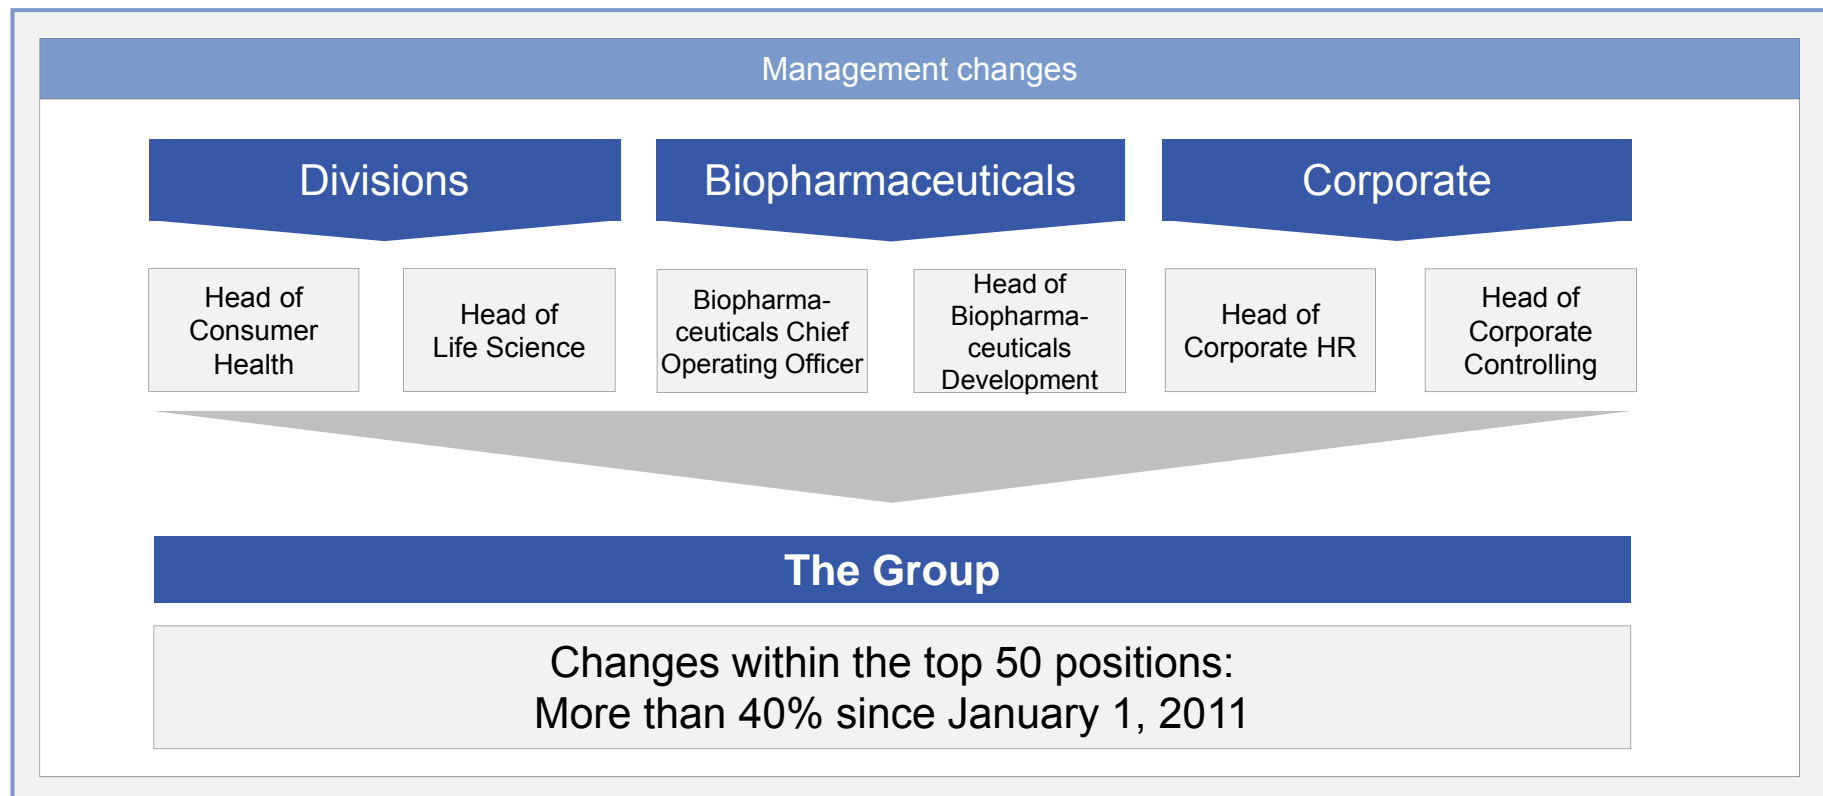 Management changes
Divisions
Biopharmaceuticals
Corporate
Head of
Consumer
Health
Head of
Life Science
Biopharma-
ceuticals Chief
Operating Officer
Head of
Biopharma-
ceuticals
Development
Head of
Corporate HR
Head of
Corporate
Controlling
The Group
Changes within the top 50 positions:
More than 40% since January 1, 2011